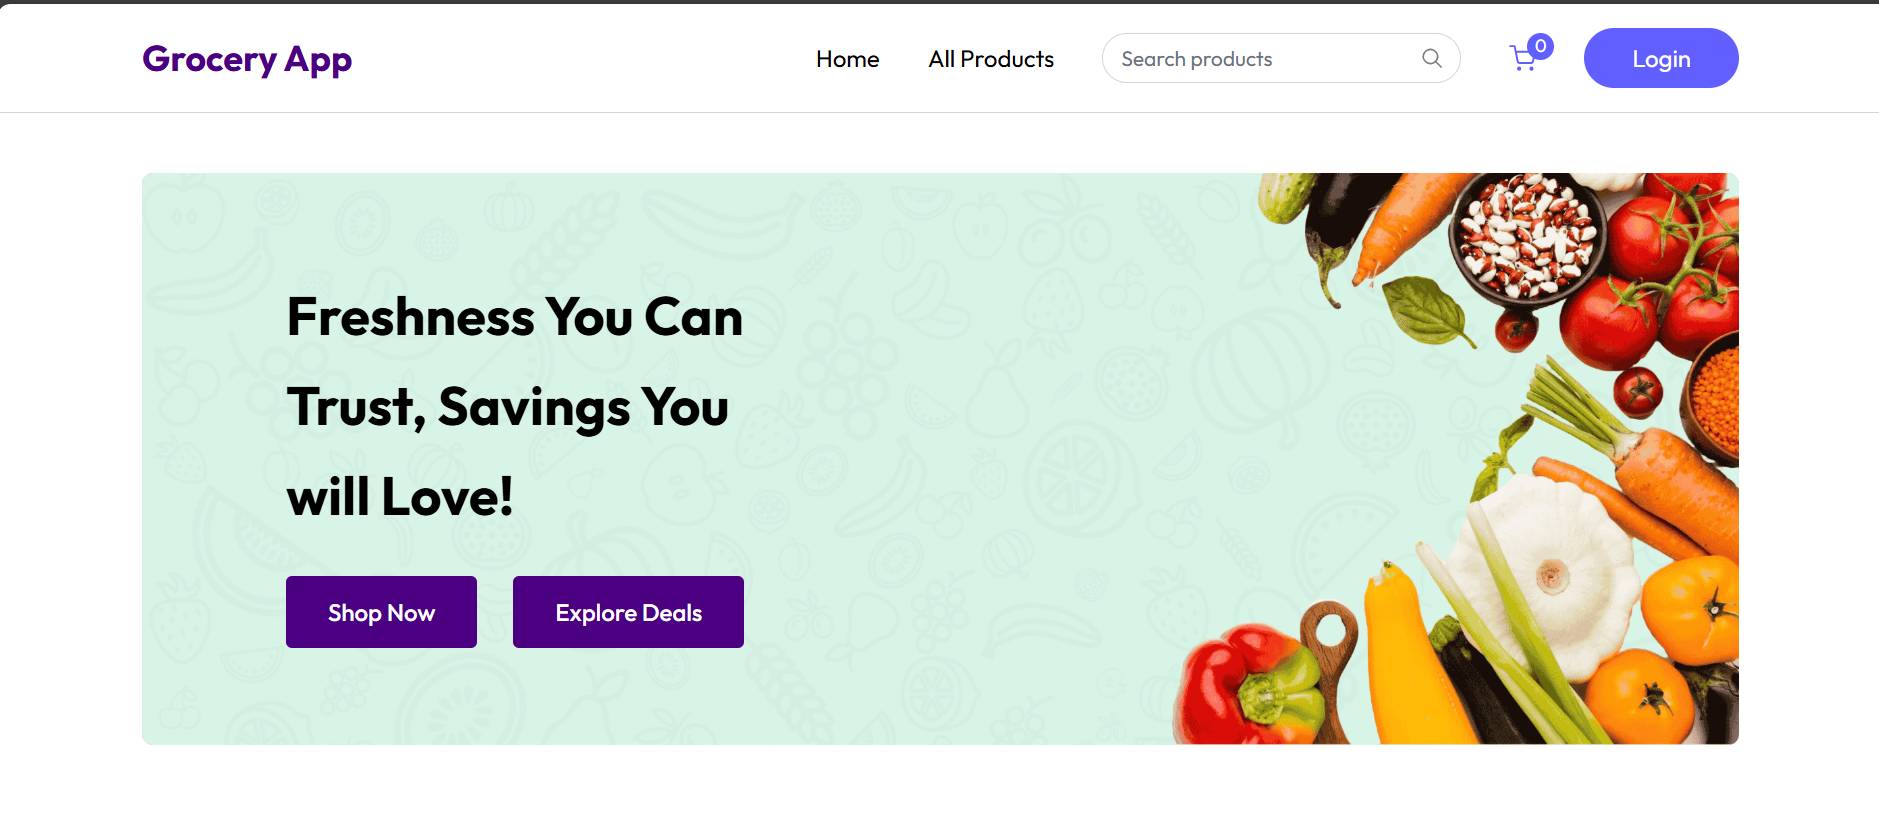 Grocery App
Home
All Products
Search products
0
Login
Freshness You Can
Trust, Savings You
will Love!
Shop Now
Explore Deals